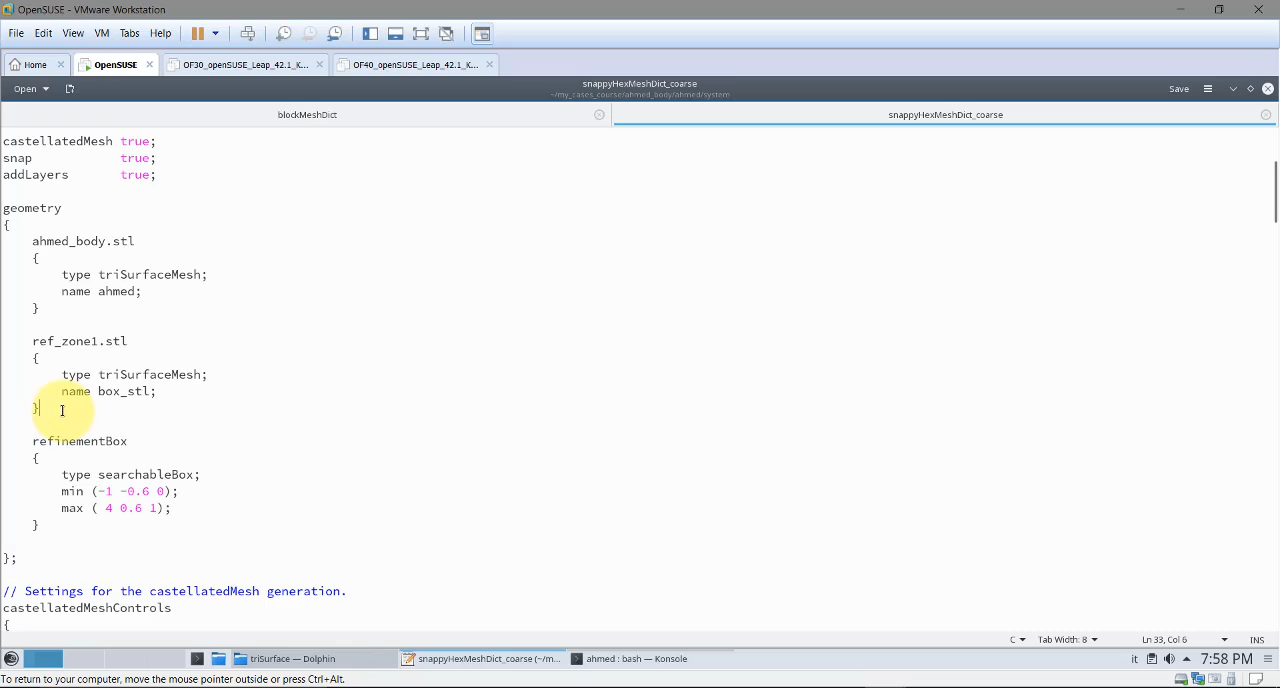 OpenSUSE - VMware Workstation
File Edit View VM Tabs Help
Home OpenSUSE OF30_openSUSE_Leap_42.1_K... OF40_openSUSE_Leap_42.1_K...
Open snappyHexMeshDict_coarse Save
~/my_cases_course/ahmed_body/ahmed/system
blockMeshDict snappyHexMeshDict_coarse
castellatedMesh true;
snap true;
addLayers true;
geometry
{
ahmed_body.stl
{
type triSurfaceMesh;
name ahmed;
}
ref_zone1.stl
{
type triSurfaceMesh;
name box_stl;
}
refinementBox
{
type searchableBox;
min (-1 -0.6 0);
max ( 4 0.6 1);
}
};
// Settings for the castellatedMesh generation.
castellatedMeshControls
{
C Tab Width: 8 Ln 33, Col 6 INS
triSurface — Dolphin snappyHexMeshDict_coarse (~/m... ahmed : bash — Konsole it 7:58 PM
To return to your computer, move the mouse pointer outside or press Ctrl+Alt.